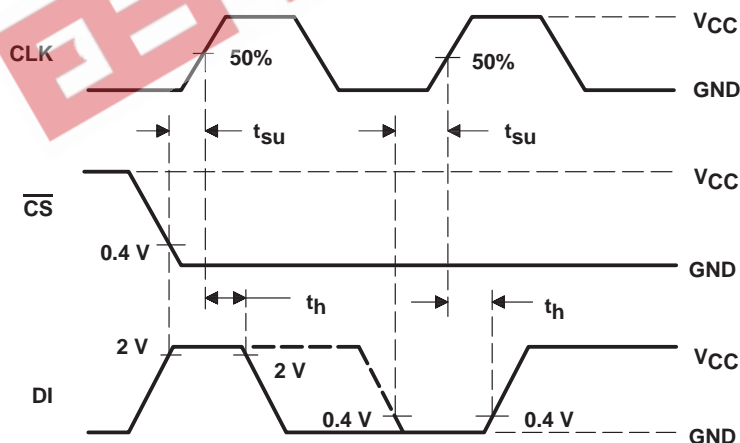 VCC
CLK
50%
50%
GND
tsu
tsu
VCC
CS
0.4 V
GND
th
th
2 V
2 V
VCC
DI
0.4 V
0.4 V
GND